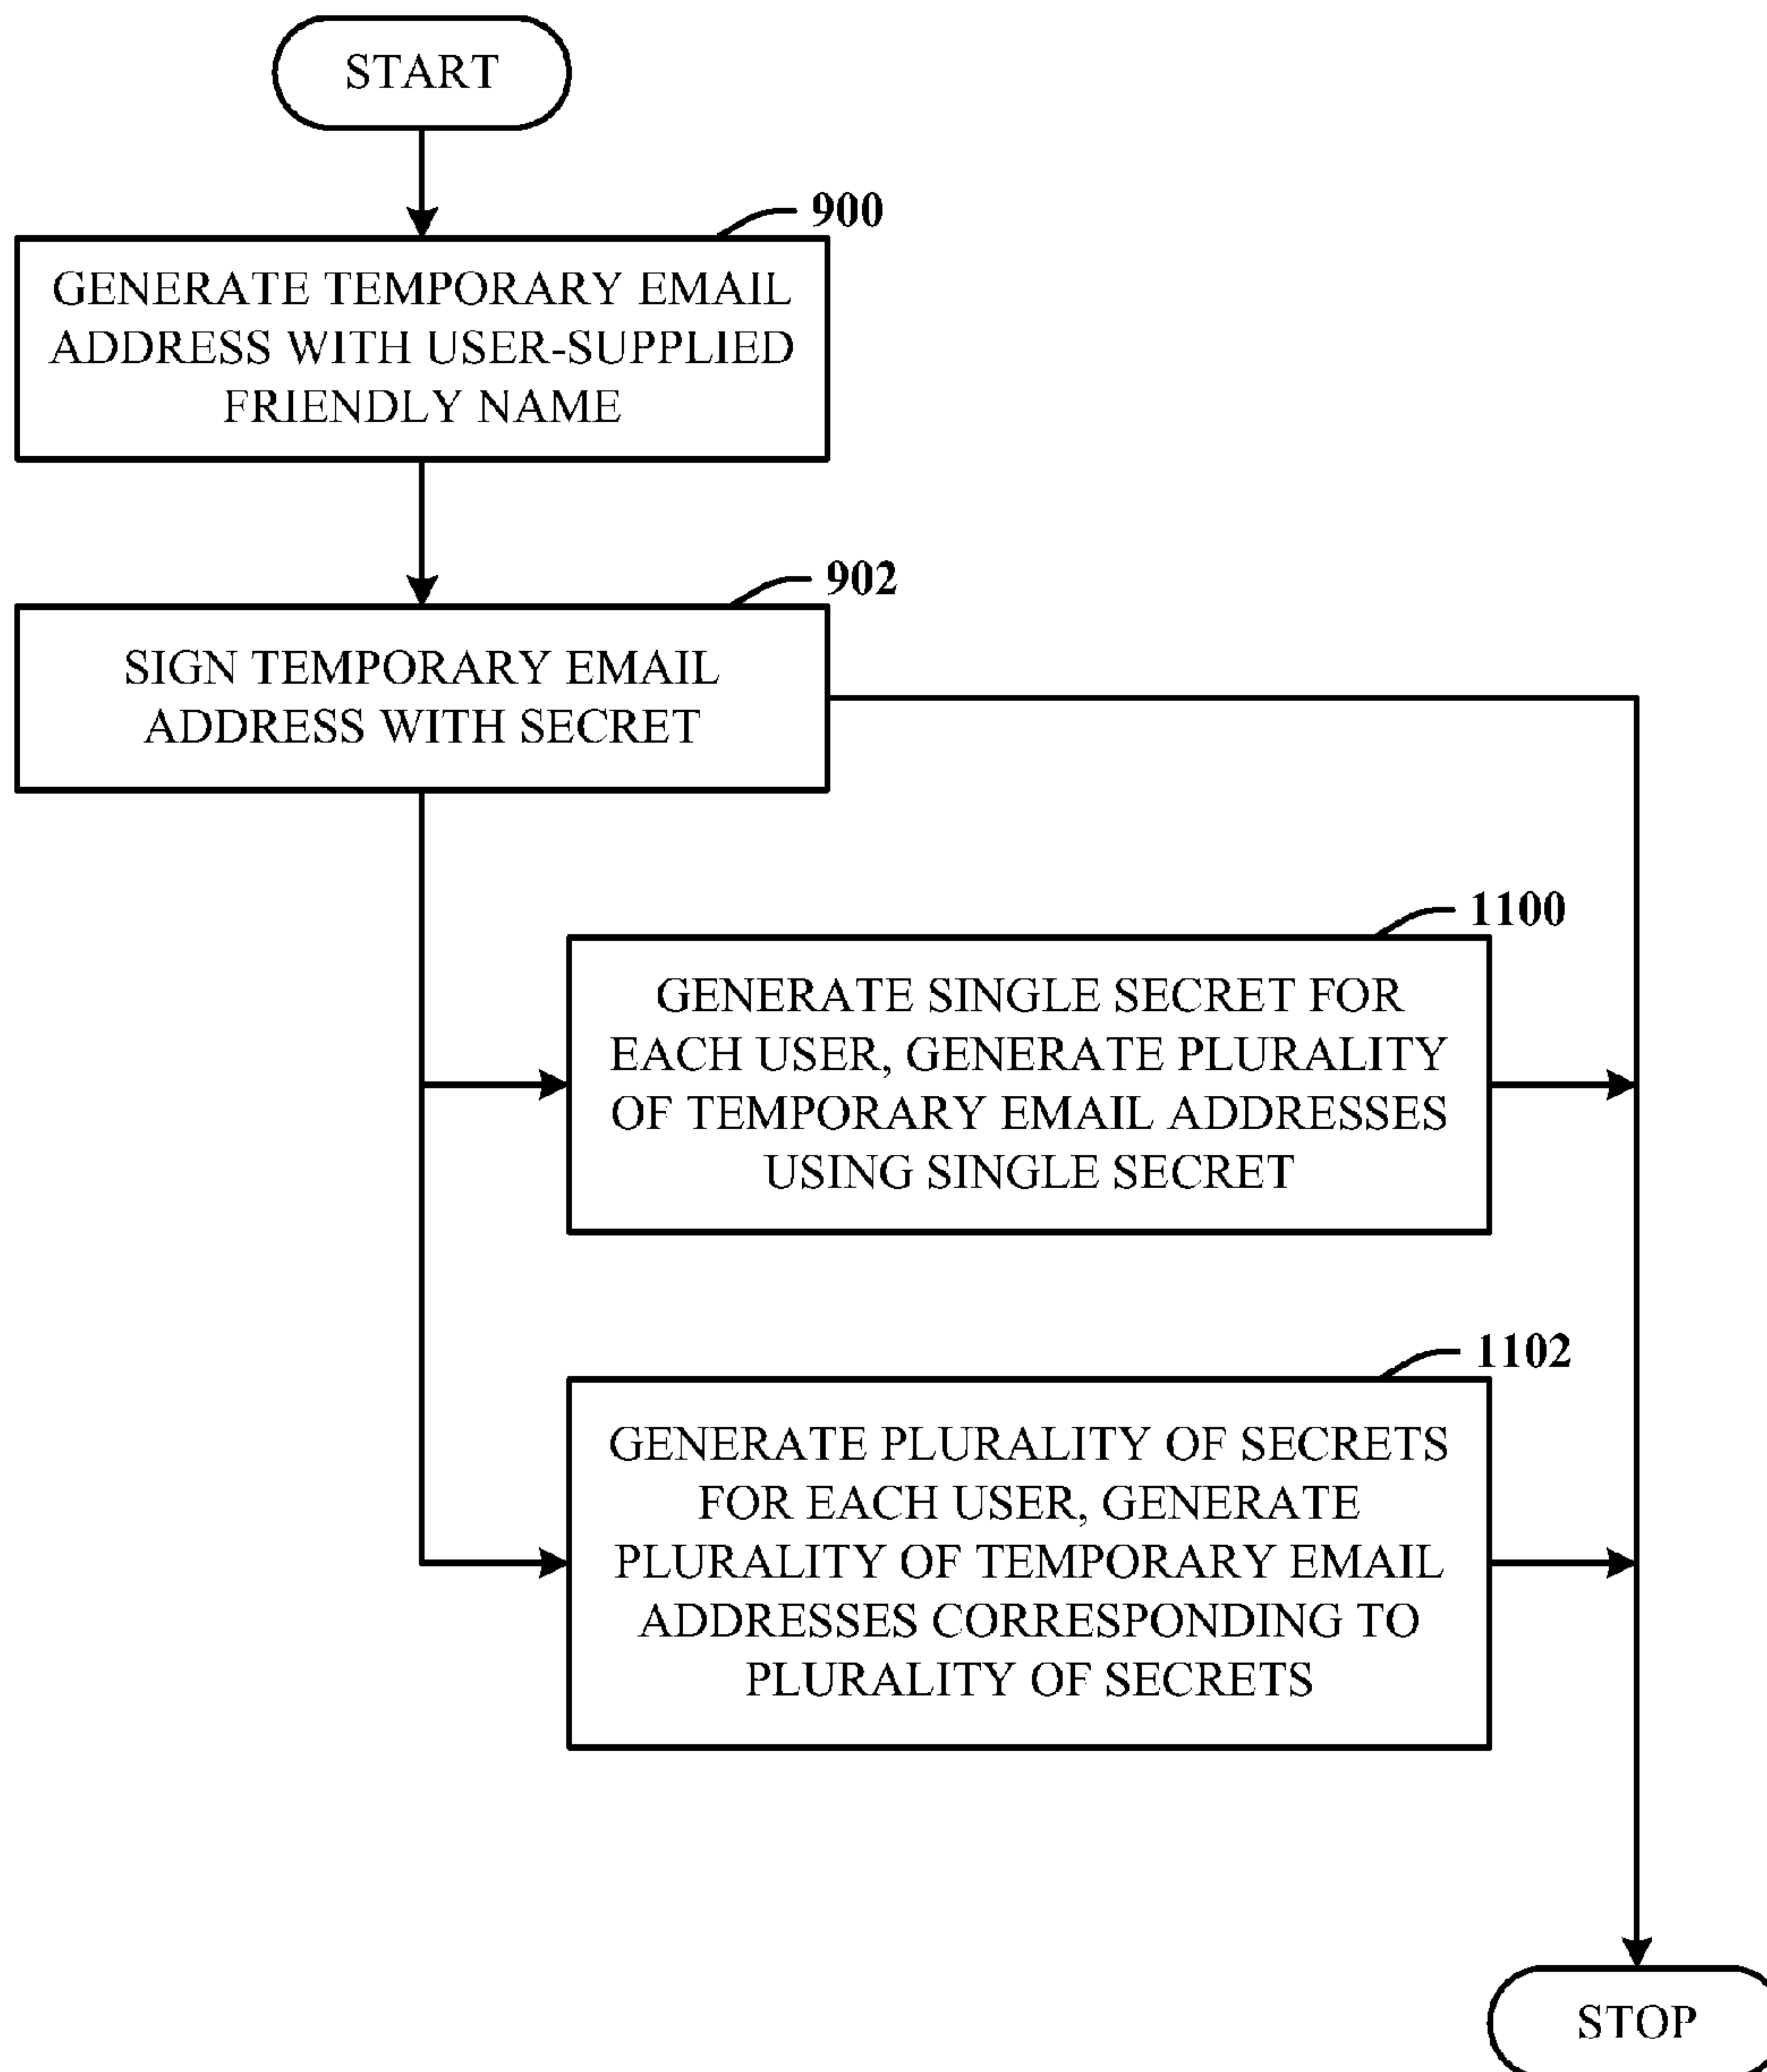 START
900
GENERATE TEMPORARY EMAIL
ADDRESS WITH USER-SUPPLIED
FRIENDLY NAME
902
SIGN TEMPORARY EMAIL
ADDRESS WITH SECRET
1100
GENERATE SINGLE SECRET FOR
EACH USER, GENERATE PLURALITY
OF TEMPORARY EMAIL ADDRESSES
USING SINGLE SECRET
1102
GENERATE PLURALITY OF SECRETS
FOR EACH USER, GENERATE
PLURALITY OF TEMPORARY EMAIL
ADDRESSES CORRESPONDING TO
PLURALITY OF SECRETS
STOP